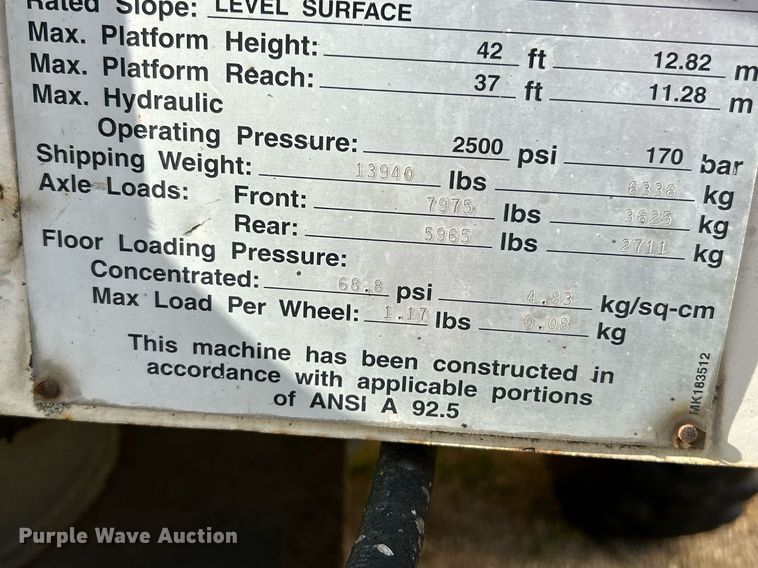 Rated Slope: LEVEL SURFACE
Max. Platform Height: 42 ft 12.82 m
Max. Platform Reach: 37 ft 11.28 m
Max. Hydraulic
Operating Pressure: 2500 psi 170 bar
Shipping Weight: 13940 lbs 6336 kg
Axle Loads: Front: 7975 lbs 3625 kg
Rear: 5965 lbs 2711 kg
Floor Loading Pressure:
Concentrated: 68.8 psi 4.83 kg/sq-cm
Max Load Per Wheel: 1.17 lbs 0.08 kg
This machine has been constructed in
accordance with applicable portions
of ANSI A 92.5
MK183512
Purple Wave Auction